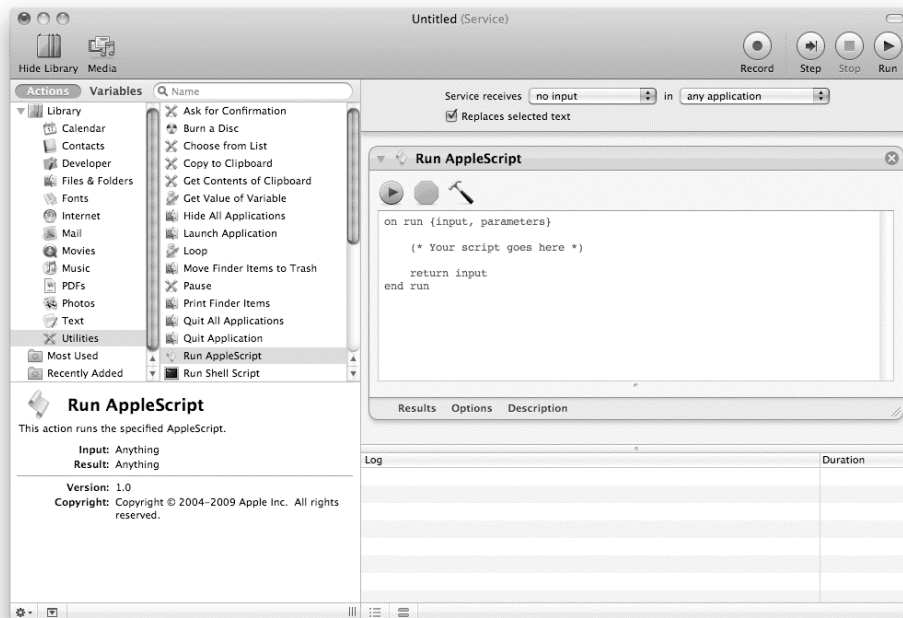 Untitled (Service)
Hide Library
Media
Record
Step
Stop
Run
Actions
Variables
Name
Service receives
no input
in
any application
Replaces selected text
Library
Calendar
Contacts
Developer
Files & Folders
Fonts
Internet
Mail
Movies
Music
PDFs
Photos
Text
Utilities
Most Used
Recently Added
Ask for Confirmation
Burn a Disc
Choose from List
Copy to Clipboard
Get Contents of Clipboard
Get Value of Variable
Hide All Applications
Launch Application
Loop
Move Finder Items to Trash
Pause
Print Finder Items
Quit All Applications
Quit Application
Run AppleScript
Run Shell Script
Run AppleScript
on run {input, parameters}
(* Your script goes here *)
return input
end run
Results
Options
Description
Run AppleScript
This action runs the specified AppleScript.
Input: Anything
Result: Anything
Version: 1.0
Copyright: Copyright © 2004-2009 Apple Inc.  All rights
reserved.
Log
Duration